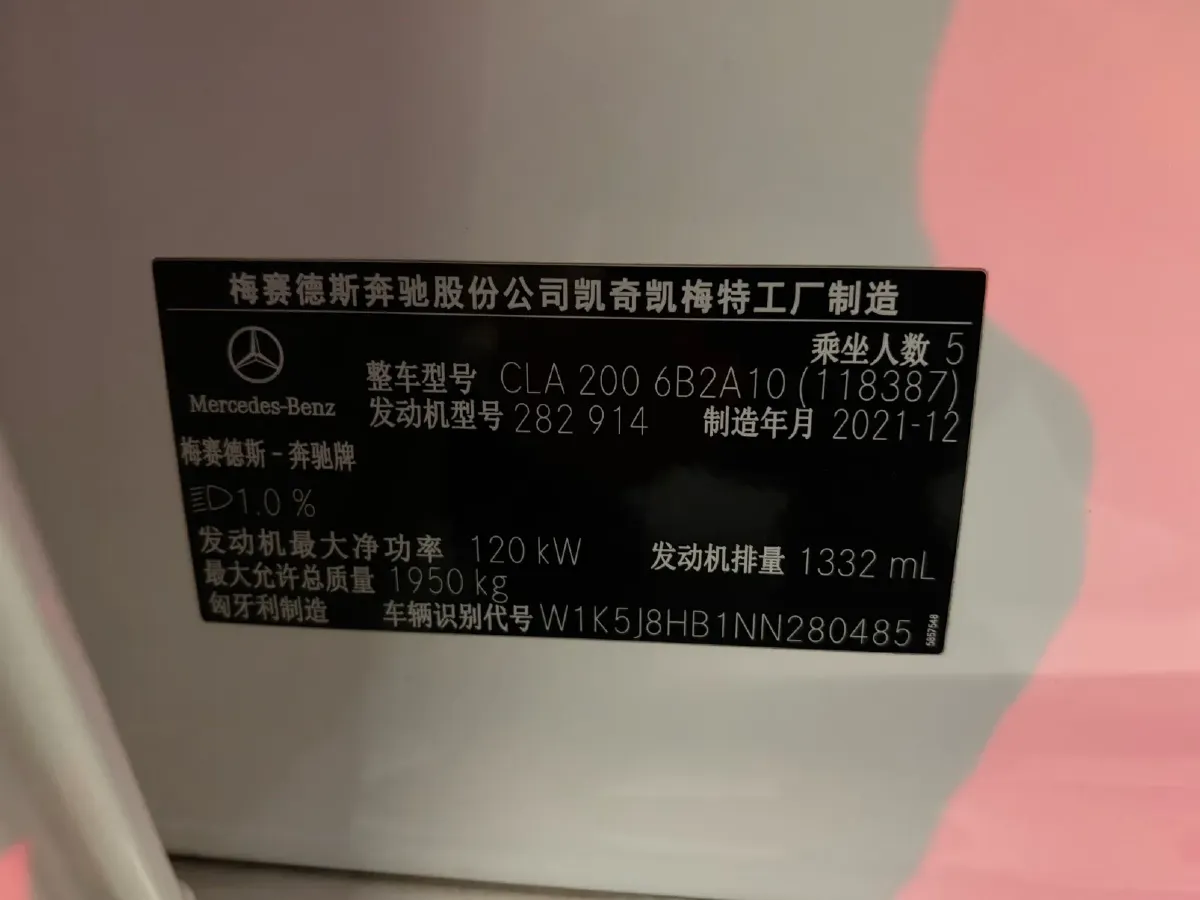 梅赛德斯奔驰股份公司凯奇凯梅特工厂制造
乘坐人数 5
整车型号 CLA 200 6B2A10 (118387)
Mercedes-Benz
发动机型号 282 914 制造年月 2021-12
梅赛德斯-奔驰牌
1.0 %
发动机最大净功率 120 kW 发动机排量 1332 mL
最大允许总质量 1950 kg
匈牙利制造 车辆识别代号 W1K5J8HB1NN280485
5857548